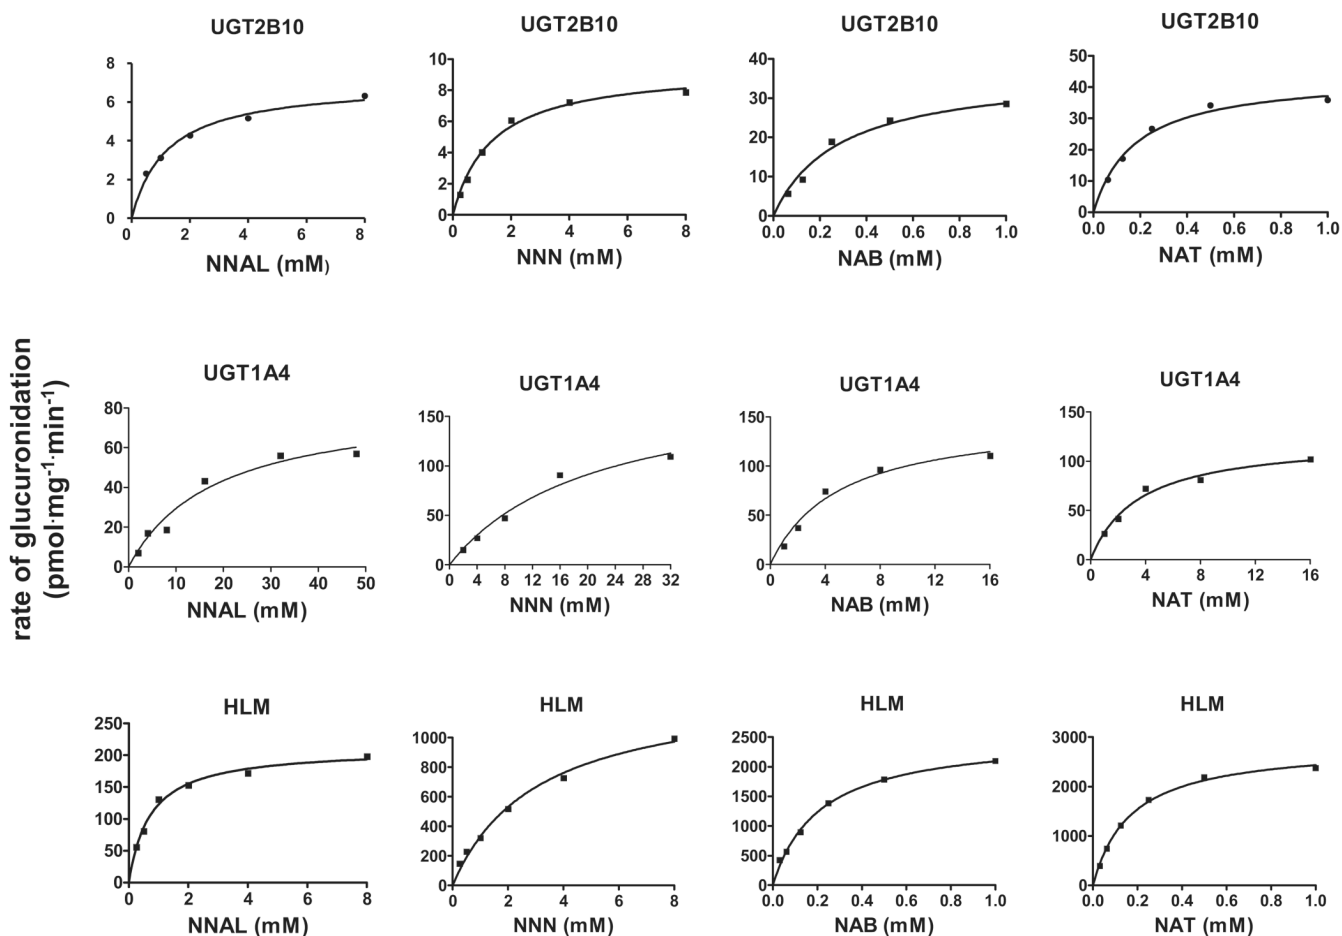 UGT2B10 UGT2B10 UGT2B10 UGT2B10
8 10 40 50
6 8 30 40
4 6 20 30
2 4 10 20
0 2 0 10
0 0
0 2 4 6 8 0 2 4 6 8 0.0 0.2 0.4 0.6 0.8 1.0 0.0 0.2 0.4 0.6 0.8 1.0
NNAL (mM) NNN (mM) NAB (mM) NAT (mM)
rate of glucuronidation
(pmol·mg⁻¹·min⁻¹)
UGT1A4 UGT1A4 UGT1A4 UGT1A4
80 150 150 150
60 100 100 100
40 50 50 50
20 0 0 0
0
0 10 20 30 40 50 0 4 8 12 16 20 24 28 32 0 4 8 12 16 0 4 8 12 16
NNAL (mM) NNN (mM) NAB (mM) NAT (mM)
HLM HLM HLM HLM
250 1000 2500 3000
200 800 2000 2000
150 600 1500 1000
100 400 1000 0
50 200 500
0 0 0
0 2 4 6 8 0 2 4 6 8 0.0 0.2 0.4 0.6 0.8 1.0 0.0 0.2 0.4 0.6 0.8 1.0
NNAL (mM) NNN (mM) NAB (mM) NAT (mM)